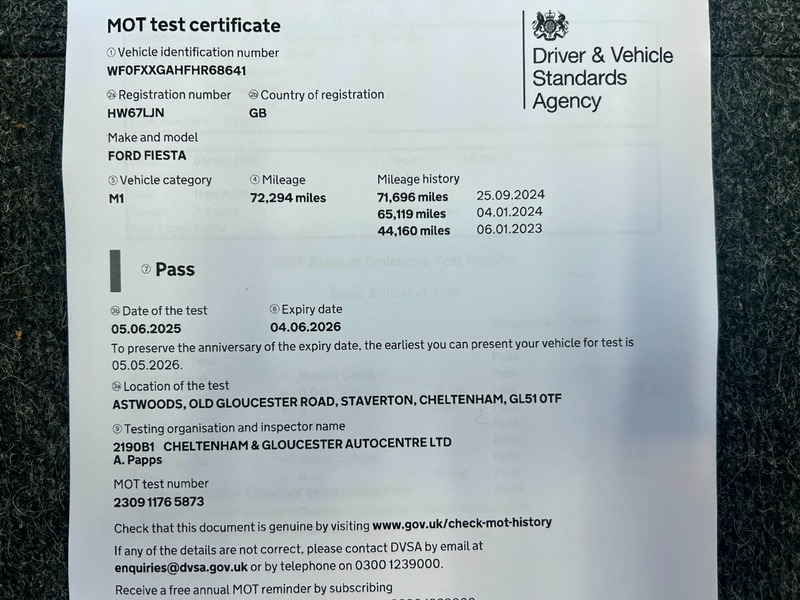 MOT test certificate
① Vehicle identification number
WF0FXXGAHFHR68641
Driver & Vehicle
Standards
Agency
Registration number Country of registration
HW67LJN GB
Make and model
FORD FIESTA
⑤ Vehicle category ④ Mileage Mileage history
M1 72,294 miles 71,696 miles 25.09.2024
65,119 miles 04.01.2024
44,160 miles 06.01.2023
⑦ Pass
Date of the test ⑧ Expiry date
05.06.2025 04.06.2026
To preserve the anniversary of the expiry date, the earliest you can present your vehicle for test is
05.05.2026.
Location of the test
ASTWOODS, OLD GLOUCESTER ROAD, STAVERTON, CHELTENHAM, GL51 0TF
⑨ Testing organisation and inspector name
2190B1 CHELTENHAM & GLOUCESTER AUTOCENTRE LTD
A. Papps
MOT test number
2309 1176 5873
Check that this document is genuine by visiting www.gov.uk/check-mot-history
If any of the details are not correct, please contact DVSA by email at
enquiries@dvsa.gov.uk or by telephone on 0300 1239000.
Receive a free annual MOT reminder by subscribing